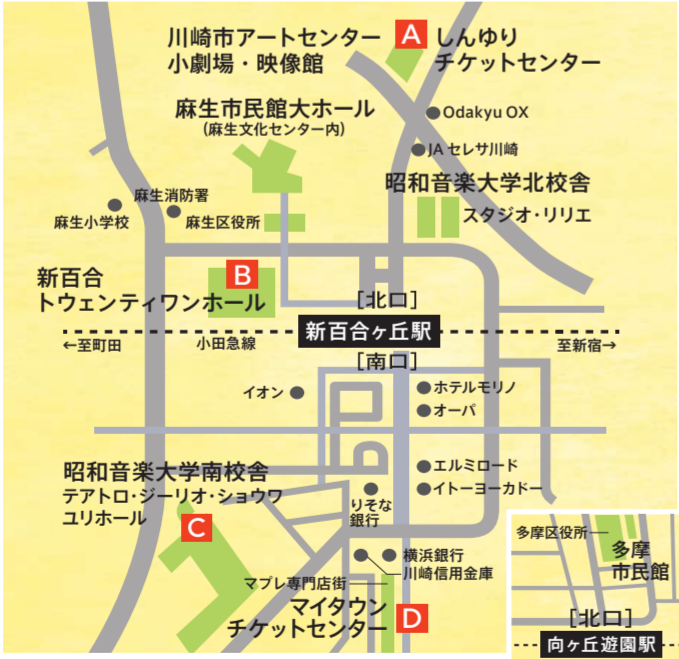 川崎市アートセンター
小劇場・映像館
A
しんゆり
チケットセンター
麻生市民館大ホール
(麻生文化センター内)
Odakyu OX
JAセレサ川崎
昭和音楽大学北校舎
スタジオ・リリエ
麻生消防署
麻生小学校
麻生区役所
新百合
トウェンティワンホール
B
[北口]
新百合ヶ丘駅
←至町田
小田急線
至新宿→
[南口]
イオン
ホテルモリノ
オーパ
昭和音楽大学南校舎
テアトロ・ジーリオ・ショウワ
ユリホール
C
エルミロード
イトーヨーカドー
りそな
銀行
横浜銀行
川崎信用金庫
マプレ専門店街
マイタウン
チケットセンター
D
多摩区役所
多摩
市民館
[北口]
向ヶ丘遊園駅